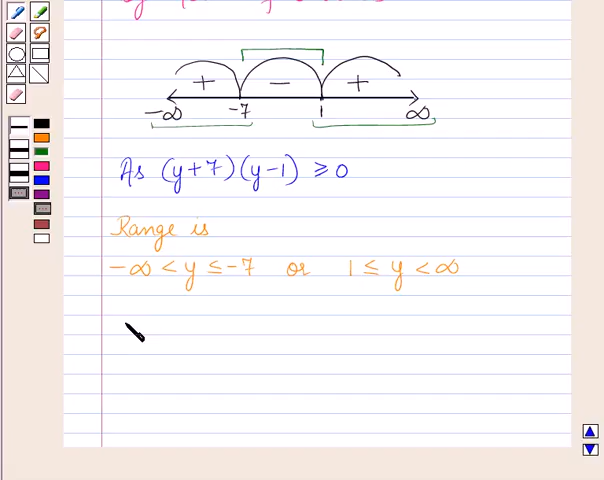 + − +
−∞ −7 1 ∞
As (y+7)(y−1) ≥ 0
Range is
−∞ < y ≤ −7 or 1 ≤ y < ∞